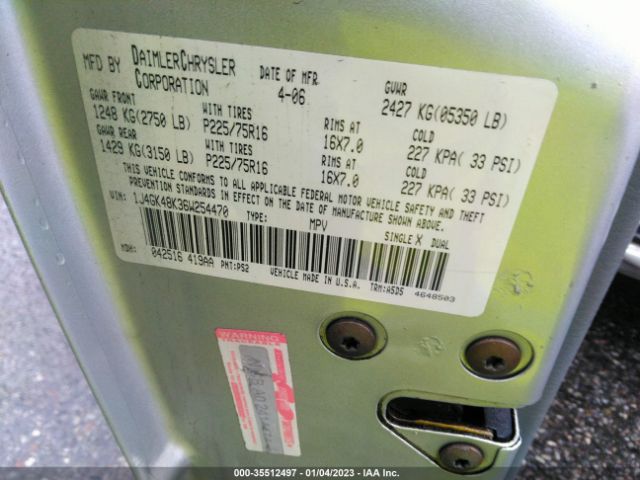 MFD BY DAIMLERCHRYSLER CORPORATION
DATE OF MFR 4-06
GVWR 2427 KG(05350 LB)
GAWR FRONT 1248 KG(2750 LB)
WITH TIRES P225/75R16
RIMS AT 16X7.0
COLD 227 KPA( 33 PSI)
GAWR REAR 1429 KG(3150 LB)
WITH TIRES P225/75R16
RIMS AT 16X7.0
COLD 227 KPA( 33 PSI)
THIS VEHICLE CONFORMS TO ALL APPLICABLE FEDERAL MOTOR VEHICLE SAFETY AND THEFT
PREVENTION STANDARDS IN EFFECT ON THE DATE OF MANUFACTURE SHOWN ABOVE.
VIN: 1J4GK48K36W254470 TYPE: MPV SINGLE X DUAL
MDH: 042516 419AA PNT:PS2 VEHICLE MADE IN U.S.A. TRM:A5D5 4648503
WARNING
000-35512497 - 01/04/2023 - IAA Inc.